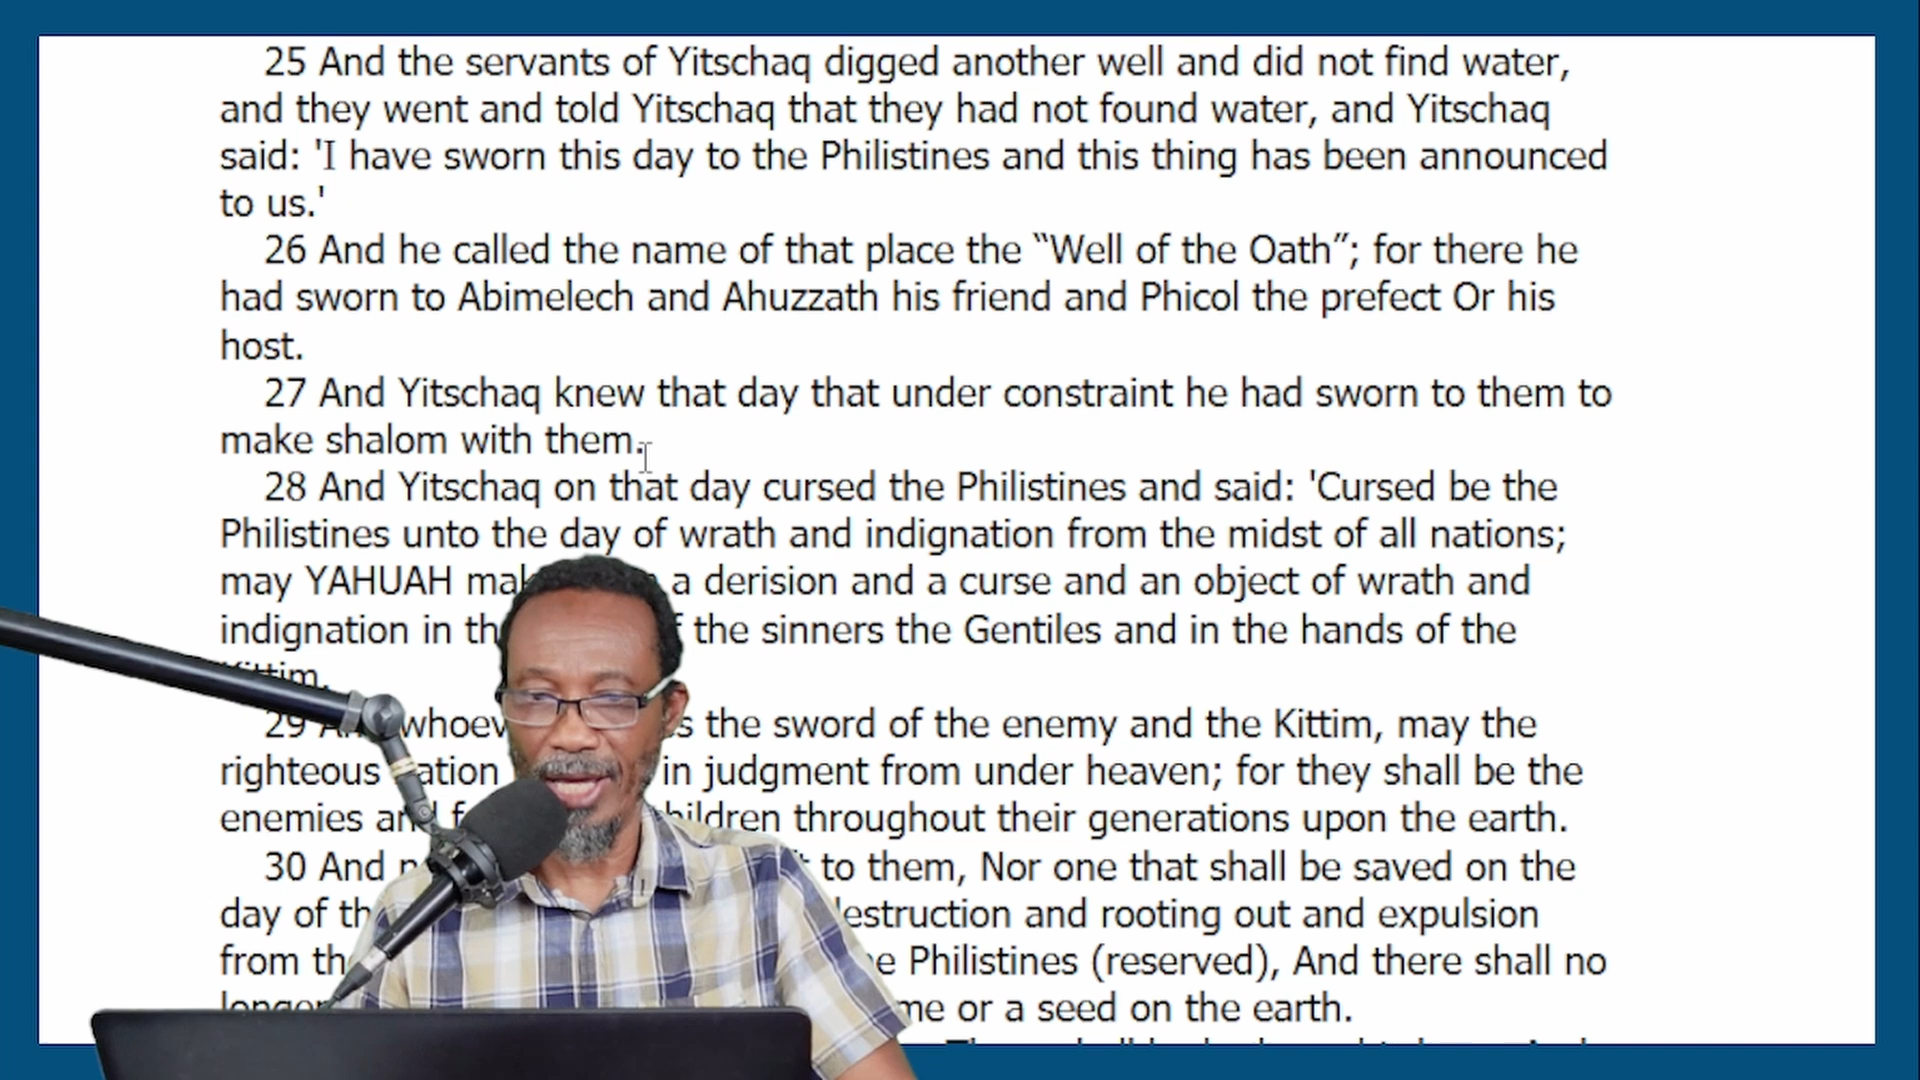 25 And the servants of Yitschaq digged another well and did not find water,
and they went and told Yitschaq that they had not found water, and Yitschaq
said: 'I have sworn this day to the Philistines and this thing has been announced
to us.'
26 And he called the name of that place the “Well of the Oath”; for there he
had sworn to Abimelech and Ahuzzath his friend and Phicol the prefect Or his
host.
27 And Yitschaq knew that day that under constraint he had sworn to them to
make shalom with them.
28 And Yitschaq on that day cursed the Philistines and said: 'Cursed be the
Philistines unto the day of wrath and indignation from the midst of all nations;
may YAHUAH a derision and a curse and an object of wrath and
indignation in the sinners the Gentiles and in the hands of the
Kittim.
29 the sword of the enemy and the Kittim, may the
righteous nation in judgment from under heaven; for they shall be the
enemies and children throughout their generations upon the earth.
30 And to them, Nor one that shall be saved on the
day of destruction and rooting out and expulsion
from Philistines (reserved), And there shall no
longer or a seed on the earth.